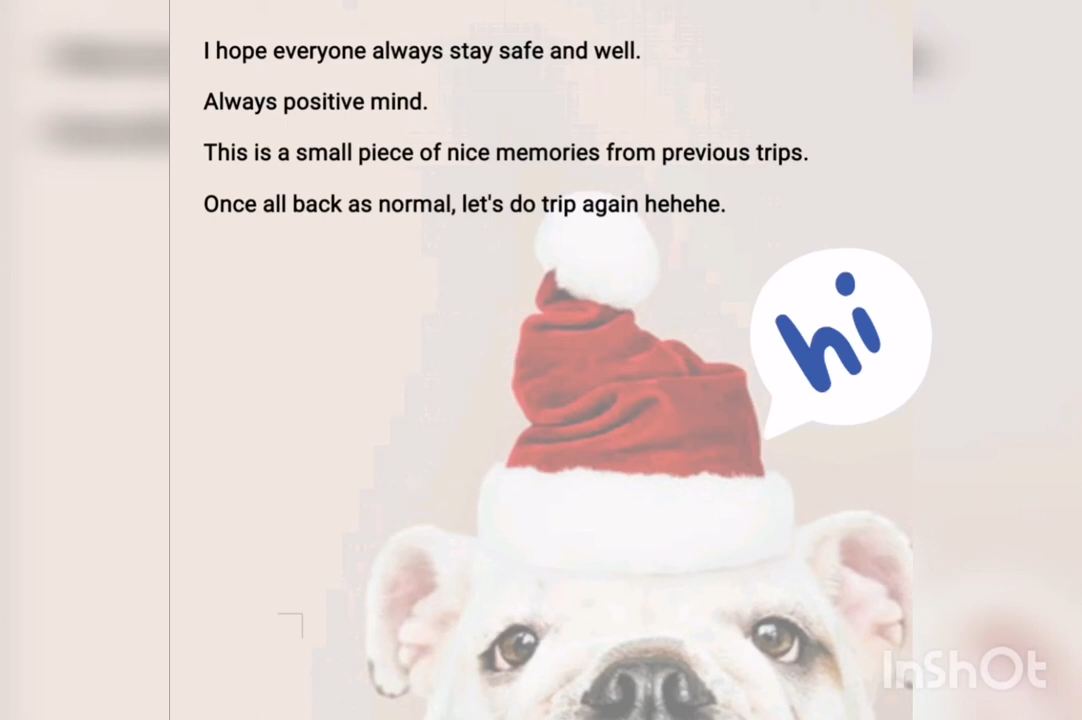 I hope everyone always stay safe and well.
Always positive mind.
This is a small piece of nice memories from previous trips.
Once all back as normal, let's do trip again hehehe.
hi
InShOt